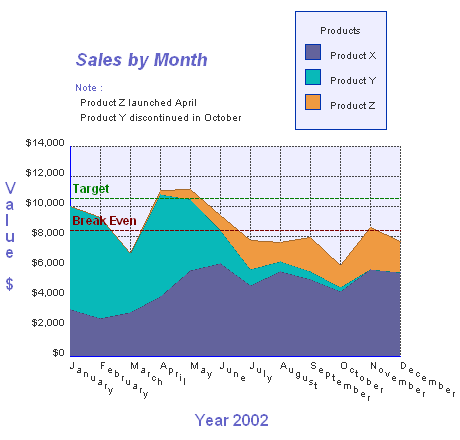 Products
Product X
Product Y
Product Z
Sales by Month
Note :
Product Z launched April
Product Y discontinued in October
$14,000
$12,000
$10,000
$8,000
$6,000
$4,000
$2,000
$0
Target
Break Even
Value $
January
February
March
April
May
June
July
August
September
October
November
December
Year 2002